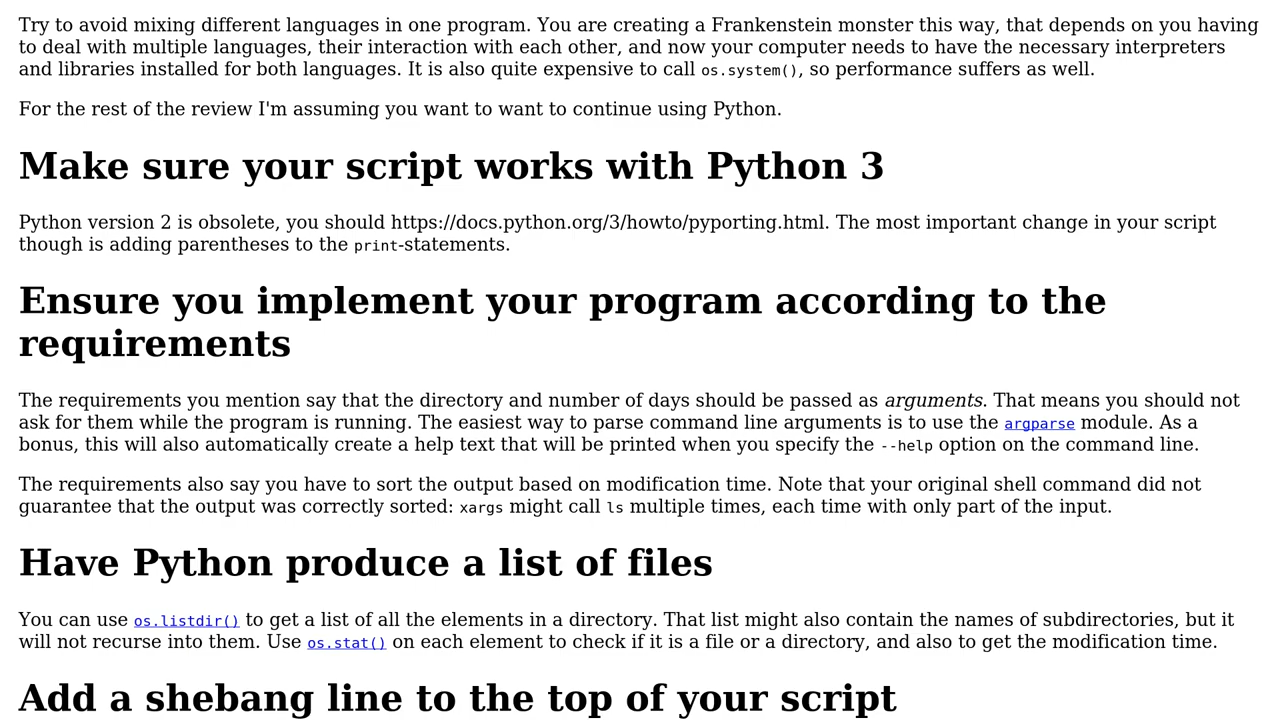 Try to avoid mixing different languages in one program. You are creating a Frankenstein monster this way, that depends on you having
to deal with multiple languages, their interaction with each other, and now your computer needs to have the necessary interpreters
and libraries installed for both languages. It is also quite expensive to call os.system(), so performance suffers as well.
For the rest of the review I'm assuming you want to want to continue using Python.
Make sure your script works with Python 3
Python version 2 is obsolete, you should https://docs.python.org/3/howto/pyporting.html. The most important change in your script
though is adding parentheses to the print-statements.
Ensure you implement your program according to the
requirements
The requirements you mention say that the directory and number of days should be passed as arguments. That means you should not
ask for them while the program is running. The easiest way to parse command line arguments is to use the argparse module. As a
bonus, this will also automatically create a help text that will be printed when you specify the --help option on the command line.
The requirements also say you have to sort the output based on modification time. Note that your original shell command did not
guarantee that the output was correctly sorted: xargs might call ls multiple times, each time with only part of the input.
Have Python produce a list of files
You can use os.listdir() to get a list of all the elements in a directory. That list might also contain the names of subdirectories, but it
will not recurse into them. Use os.stat() on each element to check if it is a file or a directory, and also to get the modification time.
Add a shebang line to the top of your script